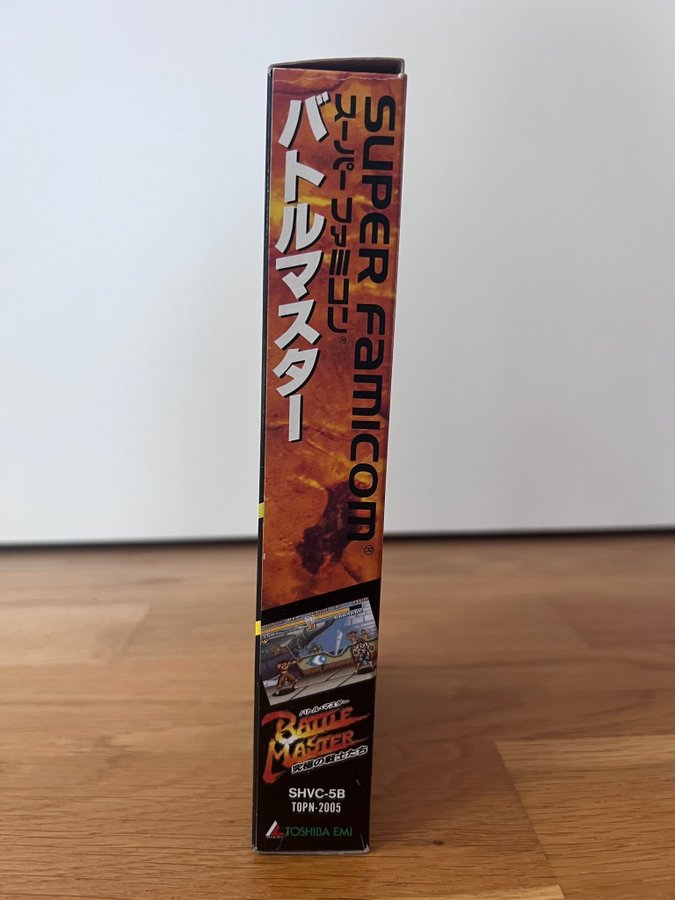 SUPER FAMICOM®
スーパーファミコン®
バトルマスター
バトル・マスター
BATTLE
MASTER
究極の戦士たち
SHVC-5B
TOPN-2005
TOSHIBA EMI